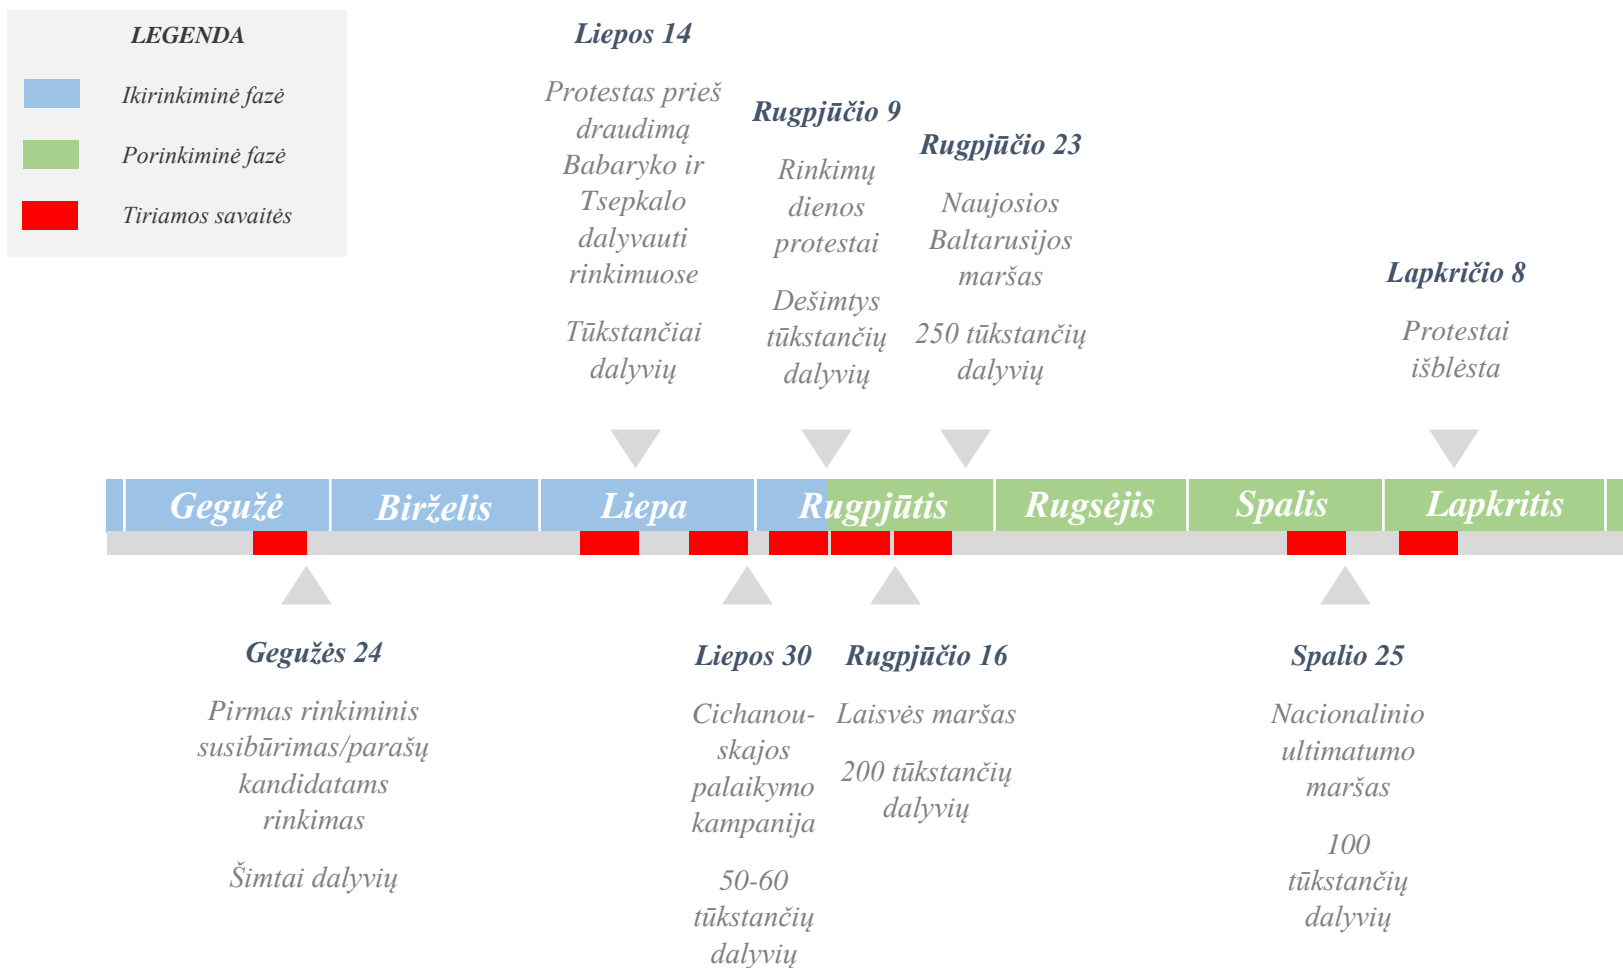 LEGENDA
Ikirinkiminė fazė
Porinkiminė fazė
Tiriamos savaitės
Liepos 14
Protestas prieš
draudimą
Babaryko ir
Tsepkalo
dalyvauti
rinkimuose
Tūkstančiai
dalyvių
Rugpjūčio 9
Rinkimų
dienos
protestai
Dešimtys
tūkstančių
dalyvių
Rugpjūčio 23
Naujosios
Baltarusijos
maršas
250 tūkstančių
dalyvių
Lapkričio 8
Protestai
išblėsta
Gegužė
Birželis
Liepa
Rugpjūtis
Rugsėjis
Spalis
Lapkritis
Gegužės 24
Pirmas rinkiminis
susibūrimas/parašų
kandidatams
rinkimas
Šimtai dalyvių
Liepos 30
Cichanou-
skajos
palaikymo
kampanija
50-60
tūkstančių
dalyvių
Rugpjūčio 16
Laisvės maršas
200 tūkstančių
dalyvių
Spalio 25
Nacionalinio
ultimatumo
maršas
100
tūkstančių
dalyvių